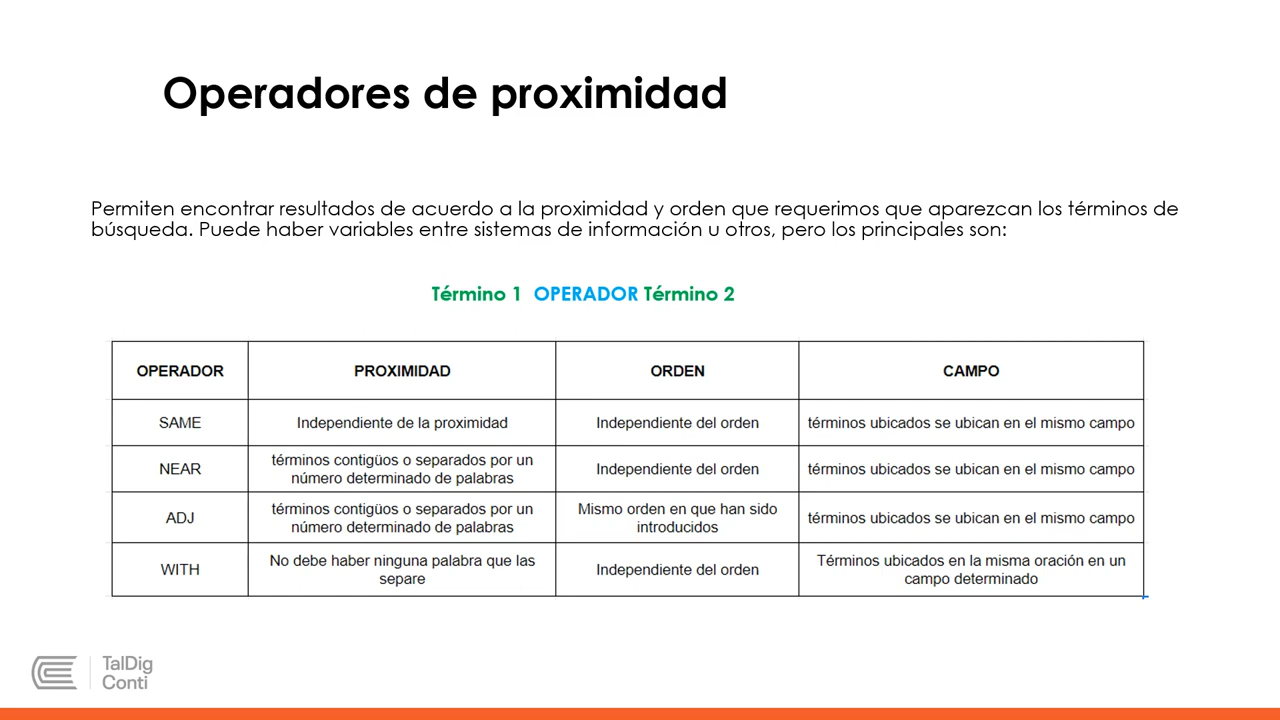 Operadores de proximidad
Permiten encontrar resultados de acuerdo a la proximidad y orden que requerimos que aparezcan los términos de
búsqueda. Puede haber variables entre sistemas de información u otros, pero los principales son:
Término 1 OPERADOR Término 2
OPERADOR PROXIMIDAD ORDEN CAMPO
SAME Independiente de la proximidad Independiente del orden términos ubicados se ubican en el mismo campo
NEAR términos contigüos o separados por un número determinado de palabras Independiente del orden términos ubicados se ubican en el mismo campo
ADJ términos contigüos o separados por un número determinado de palabras Mismo orden en que han sido introducidos términos ubicados se ubican en el mismo campo
WITH No debe haber ninguna palabra que las separe Independiente del orden Términos ubicados en la misma oración en un campo determinado
TalDig
Conti